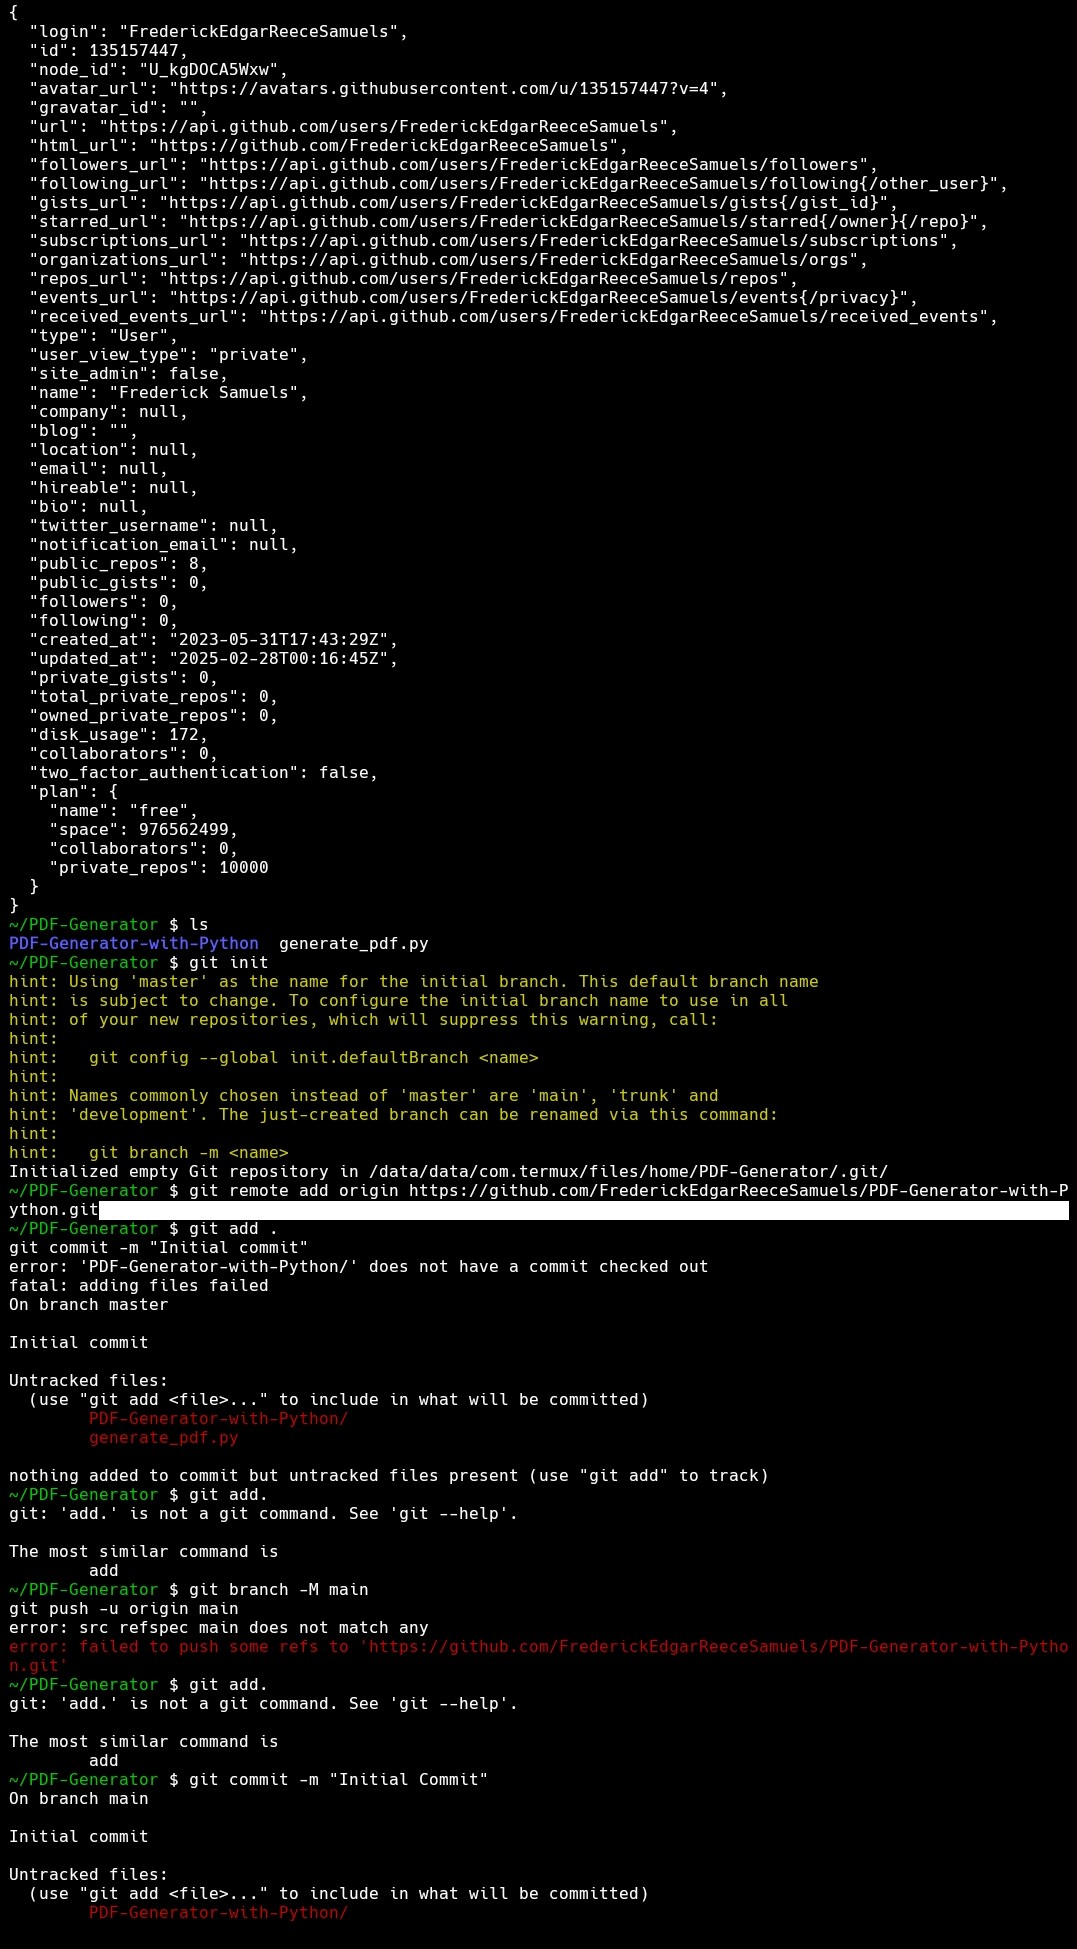 {
  "login": "FrederickEdgarReeceSamuels",
  "id": 135157447,
  "node_id": "U_kgDOCA5Wxw",
  "avatar_url": "https://avatars.githubusercontent.com/u/135157447?v=4",
  "gravatar_id": "",
  "url": "https://api.github.com/users/FrederickEdgarReeceSamuels",
  "html_url": "https://github.com/FrederickEdgarReeceSamuels",
  "followers_url": "https://api.github.com/users/FrederickEdgarReeceSamuels/followers",
  "following_url": "https://api.github.com/users/FrederickEdgarReeceSamuels/following{/other_user}",
  "gists_url": "https://api.github.com/users/FrederickEdgarReeceSamuels/gists{/gist_id}",
  "starred_url": "https://api.github.com/users/FrederickEdgarReeceSamuels/starred{/owner}{/repo}",
  "subscriptions_url": "https://api.github.com/users/FrederickEdgarReeceSamuels/subscriptions",
  "organizations_url": "https://api.github.com/users/FrederickEdgarReeceSamuels/orgs",
  "repos_url": "https://api.github.com/users/FrederickEdgarReeceSamuels/repos",
  "events_url": "https://api.github.com/users/FrederickEdgarReeceSamuels/events{/privacy}",
  "received_events_url": "https://api.github.com/users/FrederickEdgarReeceSamuels/received_events",
  "type": "User",
  "user_view_type": "private",
  "site_admin": false,
  "name": "Frederick Samuels",
  "company": null,
  "blog": "",
  "location": null,
  "email": null,
  "hireable": null,
  "bio": null,
  "twitter_username": null,
  "notification_email": null,
  "public_repos": 8,
  "public_gists": 0,
  "followers": 0,
  "following": 0,
  "created_at": "2023-05-31T17:43:29Z",
  "updated_at": "2025-02-28T00:16:45Z",
  "private_gists": 0,
  "total_private_repos": 0,
  "owned_private_repos": 0,
  "disk_usage": 172,
  "collaborators": 0,
  "two_factor_authentication": false,
  "plan": {
    "name": "free",
    "space": 976562499,
    "collaborators": 0,
    "private_repos": 10000
  }
}
~/PDF-Generator $ ls
PDF-Generator-with-Python  generate_pdf.py
~/PDF-Generator $ git init
hint: Using 'master' as the name for the initial branch. This default branch name
hint: is subject to change. To configure the initial branch name to use in all
hint: of your new repositories, which will suppress this warning, call:
hint:
hint:   git config --global init.defaultBranch <name>
hint:
hint: Names commonly chosen instead of 'master' are 'main', 'trunk' and
hint: 'development'. The just-created branch can be renamed via this command:
hint:
hint:   git branch -m <name>
Initialized empty Git repository in /data/data/com.termux/files/home/PDF-Generator/.git/
~/PDF-Generator $ git remote add origin https://github.com/FrederickEdgarReeceSamuels/PDF-Generator-with-P
ython.git
~/PDF-Generator $ git add .
git commit -m "Initial commit"
error: 'PDF-Generator-with-Python/' does not have a commit checked out
fatal: adding files failed
On branch master

Initial commit

Untracked files:
  (use "git add <file>..." to include in what will be committed)
        PDF-Generator-with-Python/
        generate_pdf.py

nothing added to commit but untracked files present (use "git add" to track)
~/PDF-Generator $ git add.
git: 'add.' is not a git command. See 'git --help'.

The most similar command is
        add
~/PDF-Generator $ git branch -M main
git push -u origin main
error: src refspec main does not match any
error: failed to push some refs to 'https://github.com/FrederickEdgarReeceSamuels/PDF-Generator-with-Pytho
n.git'
~/PDF-Generator $ git add.
git: 'add.' is not a git command. See 'git --help'.

The most similar command is
        add
~/PDF-Generator $ git commit -m "Initial Commit"
On branch main

Initial commit

Untracked files:
  (use "git add <file>..." to include in what will be committed)
        PDF-Generator-with-Python/